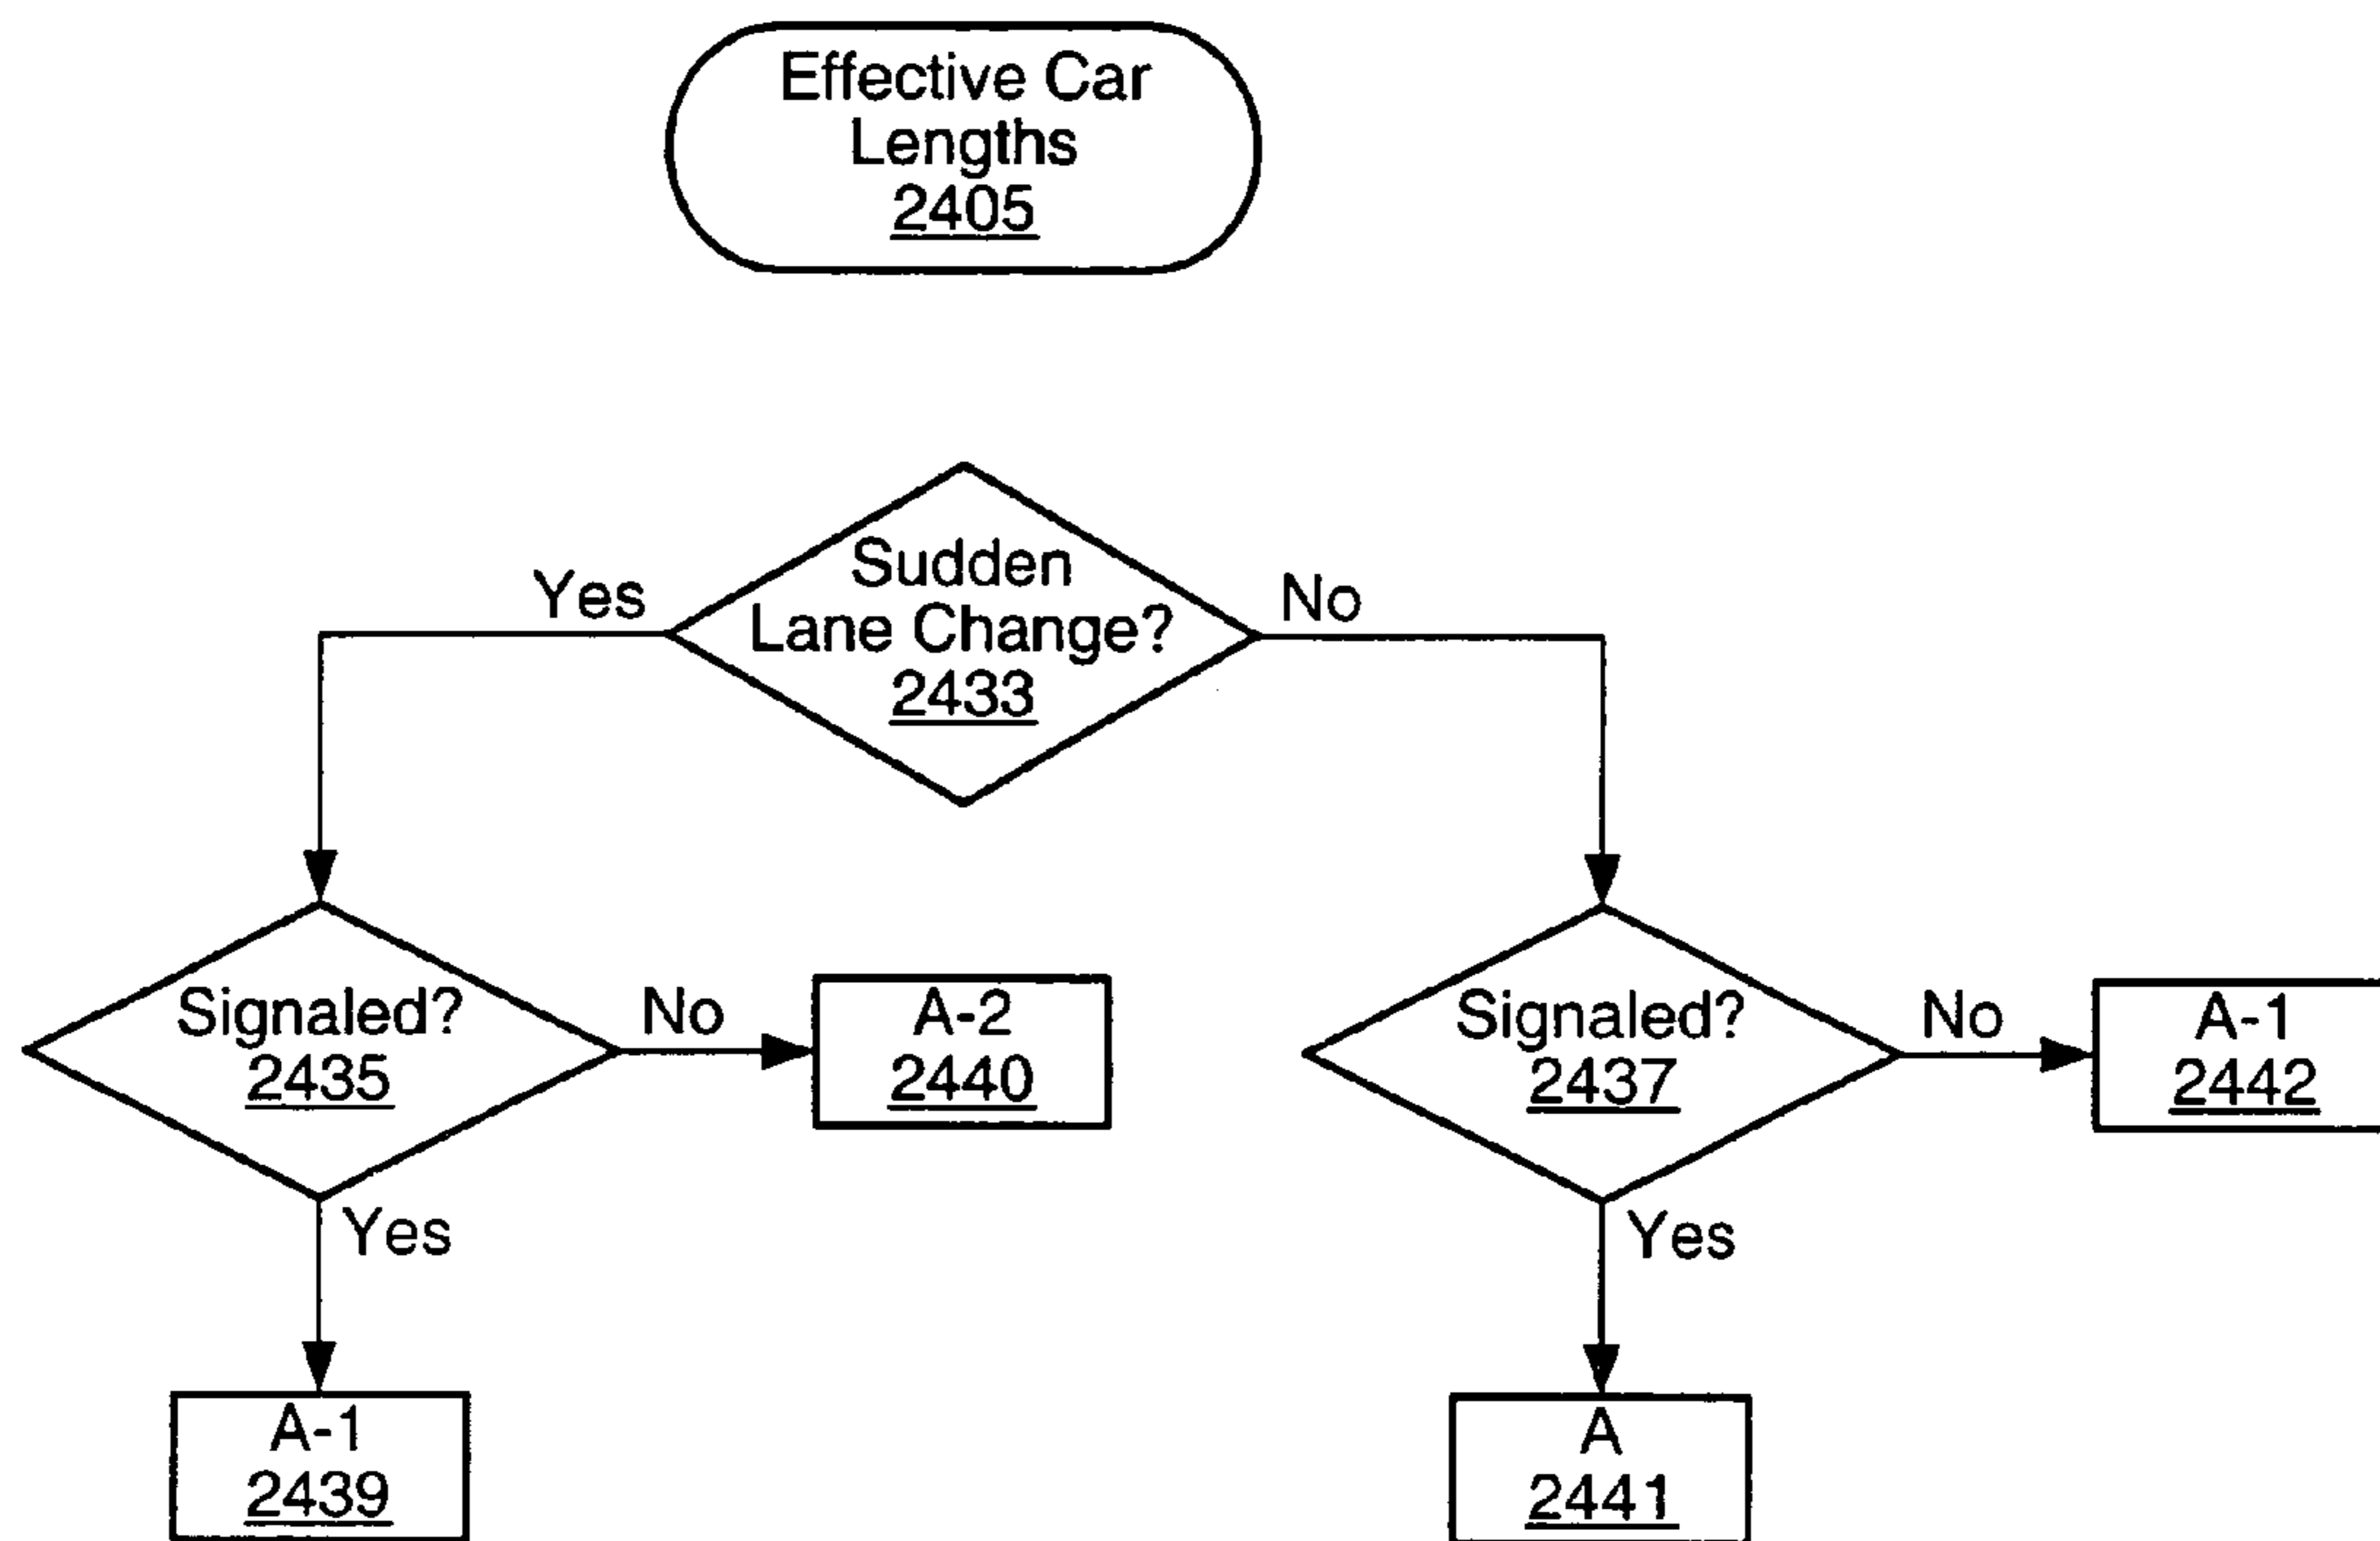 Effective Car
Lengths
2405
Sudden
Lane Change?
2433
Yes
No
Signaled?
2435
No
A-2
2440
Signaled?
2437
No
A-1
2442
Yes
Yes
A-1
2439
A
2441